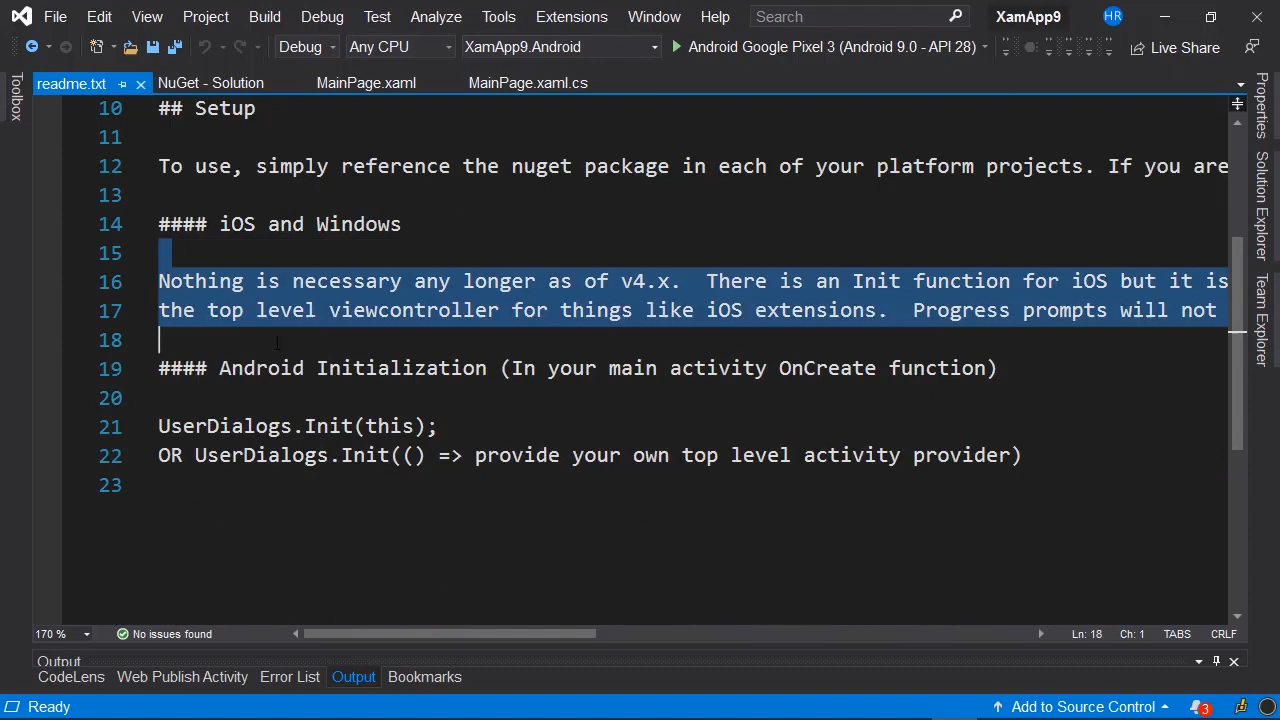 File Edit View Project Build Debug Test Analyze Tools Extensions Window Help Search XamApp9 HR
Debug Any CPU XamApp9.Android Android Google Pixel 3 (Android 9.0 - API 28) Live Share
readme.txt NuGet - Solution MainPage.xaml MainPage.xaml.cs
Toolbox
10 ## Setup
11
12 To use, simply reference the nuget package in each of your platform projects. If you are
13
14 #### iOS and Windows
15
16 Nothing is necessary any longer as of v4.x. There is an Init function for iOS but it is
17 the top level viewcontroller for things like iOS extensions. Progress prompts will not
18
19 #### Android Initialization (In your main activity OnCreate function)
20
21 UserDialogs.Init(this);
22 OR UserDialogs.Init(() => provide your own top level activity provider)
23
Properties
Solution Explorer
Team Explorer
170 % No issues found Ln: 18 Ch: 1 TABS CRLF
Output
CodeLens Web Publish Activity Error List Output Bookmarks
Ready Add to Source Control 3